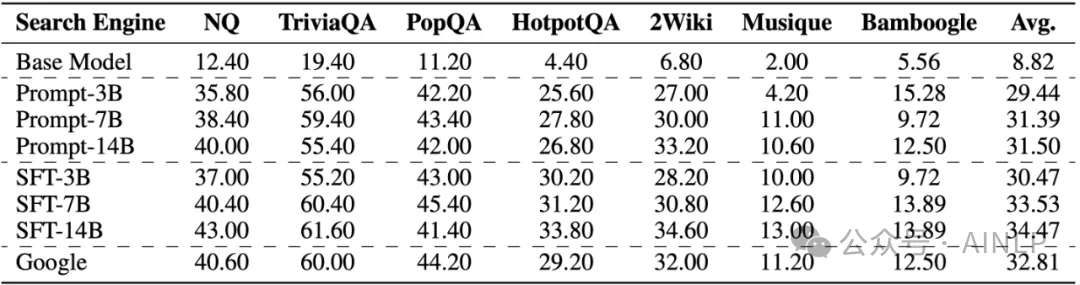 Search Engine NQ TriviaQA PopQA HotpotQA 2Wiki Musique Bamboogle Avg.
Base Model 12.40 19.40 11.20 4.40 6.80 2.00 5.56 8.82
Prompt-3B 35.80 56.00 42.20 25.60 27.00 4.20 15.28 29.44
Prompt-7B 38.40 59.40 43.40 27.80 30.00 11.00 9.72 31.39
Prompt-14B 40.00 55.40 42.00 26.80 33.20 10.60 12.50 31.50
SFT-3B 37.00 55.20 43.00 30.20 28.20 10.00 9.72 30.47
SFT-7B 40.40 60.40 45.40 31.20 30.80 12.60 13.89 33.53
SFT-14B 43.00 61.60 41.40 33.80 34.60 13.00 13.89 34.47
公众号 · AINLP
Google 40.60 60.00 44.20 29.20 32.00 11.20 12.50 32.81